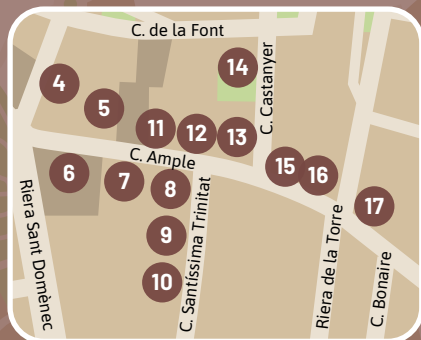 C. de la Font
14
4
C. Castanyer
5
11
12
13
C. Ample
15
16
6
7
8
17
Riera Sant Domènec
C. Santíssima Trinitat
9
Riera de la Torre
C. Bonaire
10